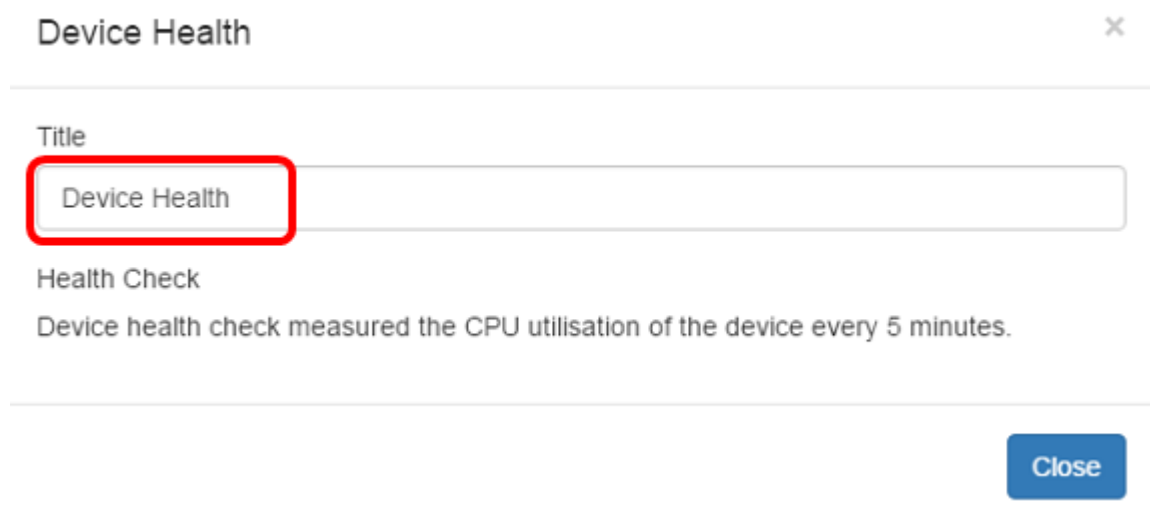 Device Health ×
Title
Device Health
Health Check
Device health check measured the CPU utilisation of the device every 5 minutes.
Close